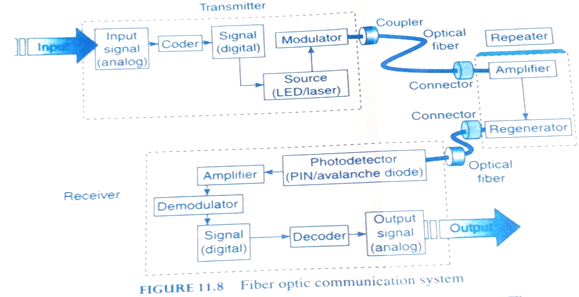 Transmitter
Input
Input
signal
(analog)
Coder
Signal
(digital)
Modulator
Source
(LED/laser)
Coupler
Optical
fiber
Repeater
Connector
Amplifier
Connector
Regenerator
Optical
fiber
Receiver
Photodetector
(PIN/avalanche diode)
Amplifier
Demodulator
Signal
(digital)
Decoder
Output
signal
(analog)
Output
FIGURE 11.8 Fiber optic communication system